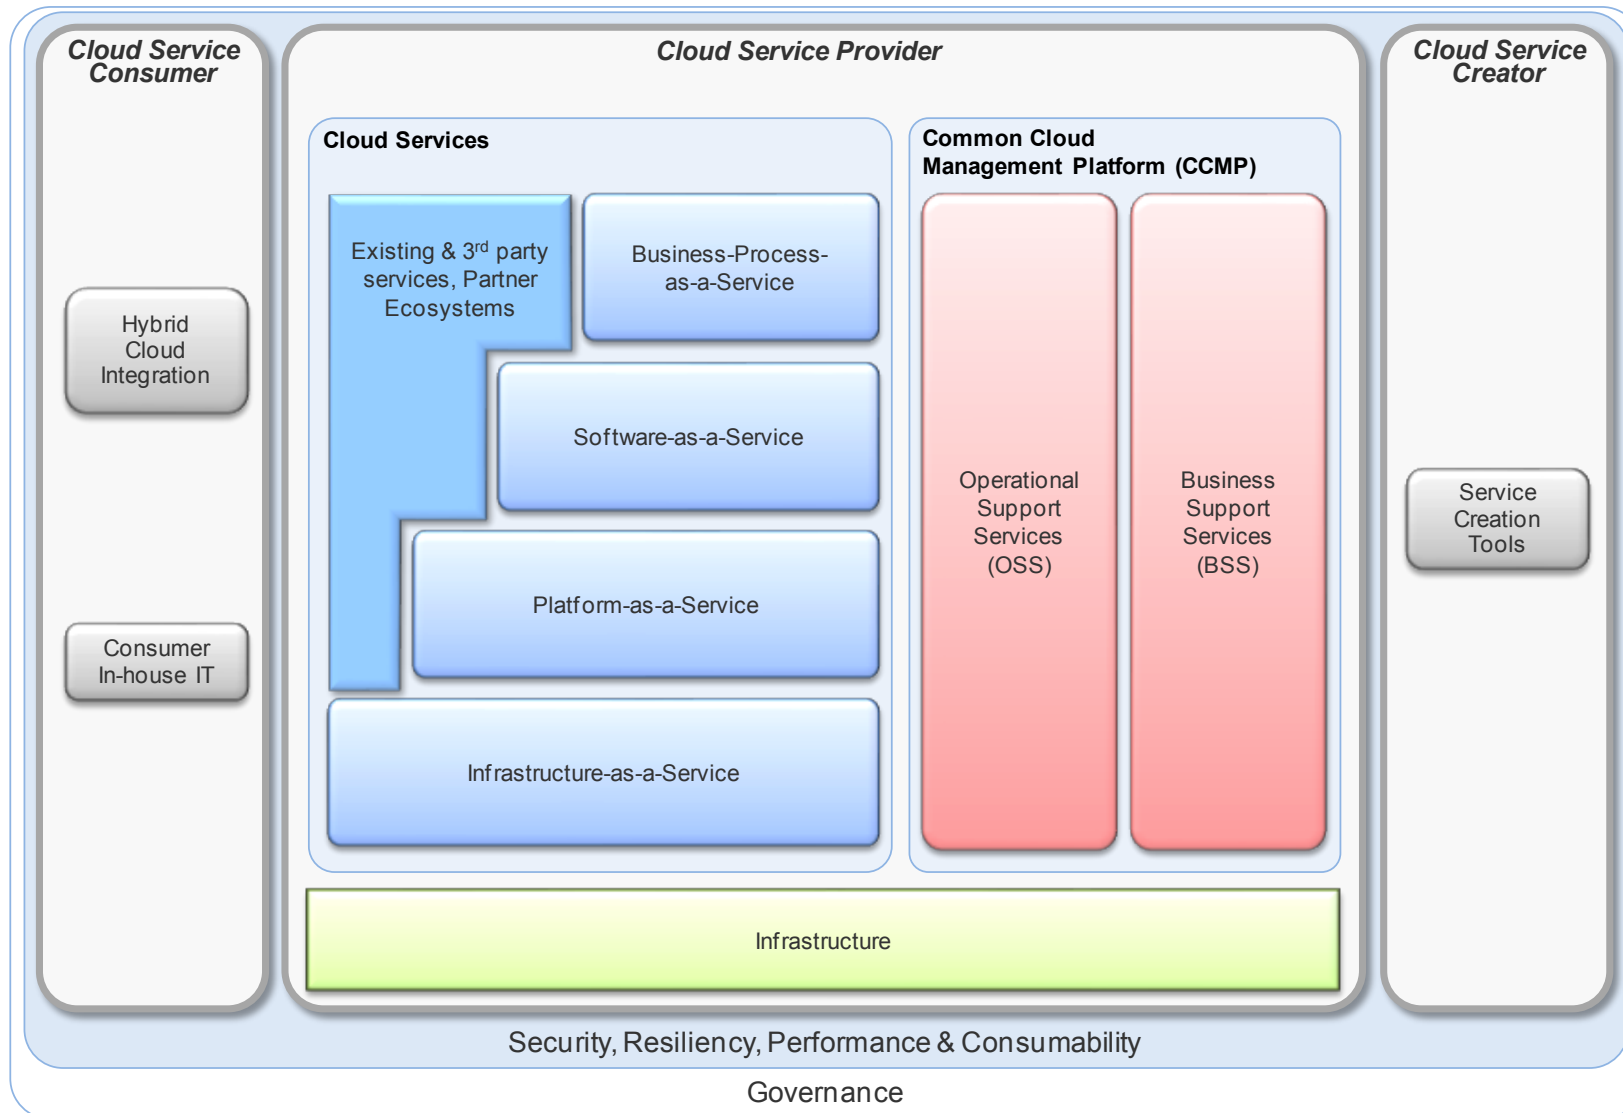 Cloud Service
Consumer
Hybrid
Cloud
Integration
Consumer
In-house IT
Cloud Service Provider
Cloud Services
Existing & 3rd party
services, Partner
Ecosystems
Business-Process-
as-a-Service
Software-as-a-Service
Platform-as-a-Service
Infrastructure-as-a-Service
Common Cloud
Management Platform (CCMP)
Operational
Support
Services
(OSS)
Business
Support
Services
(BSS)
Infrastructure
Cloud Service
Creator
Service
Creation
Tools
Security, Resiliency, Performance & Consumability
Governance